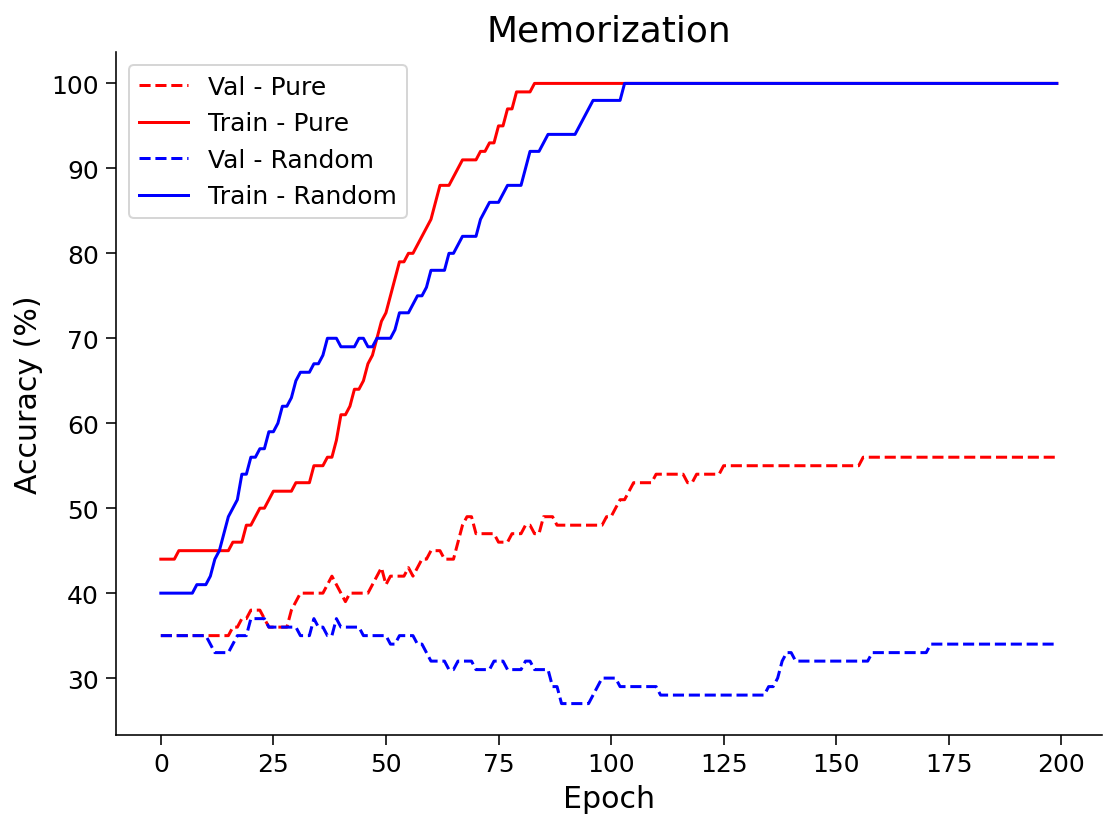 Memorization
Val - Pure
Train - Pure
Val - Random
Train - Random
Accuracy (%)
100
90
80
70
60
50
40
30
0 25 50 75 100 125 150 175 200
Epoch